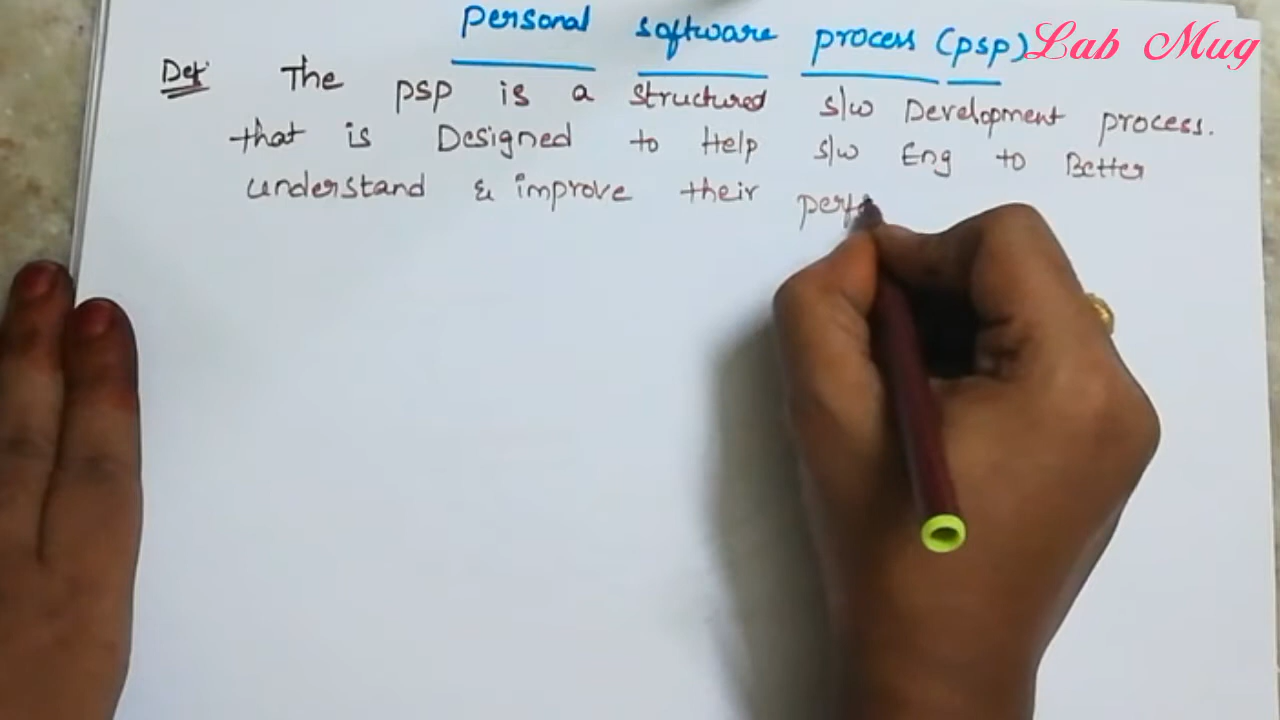 personal software process (psp)
Lab Mug
Def The psp is a structured s/w Development process.
that is Designed to Help s/w Eng to Better
understand & improve their perf